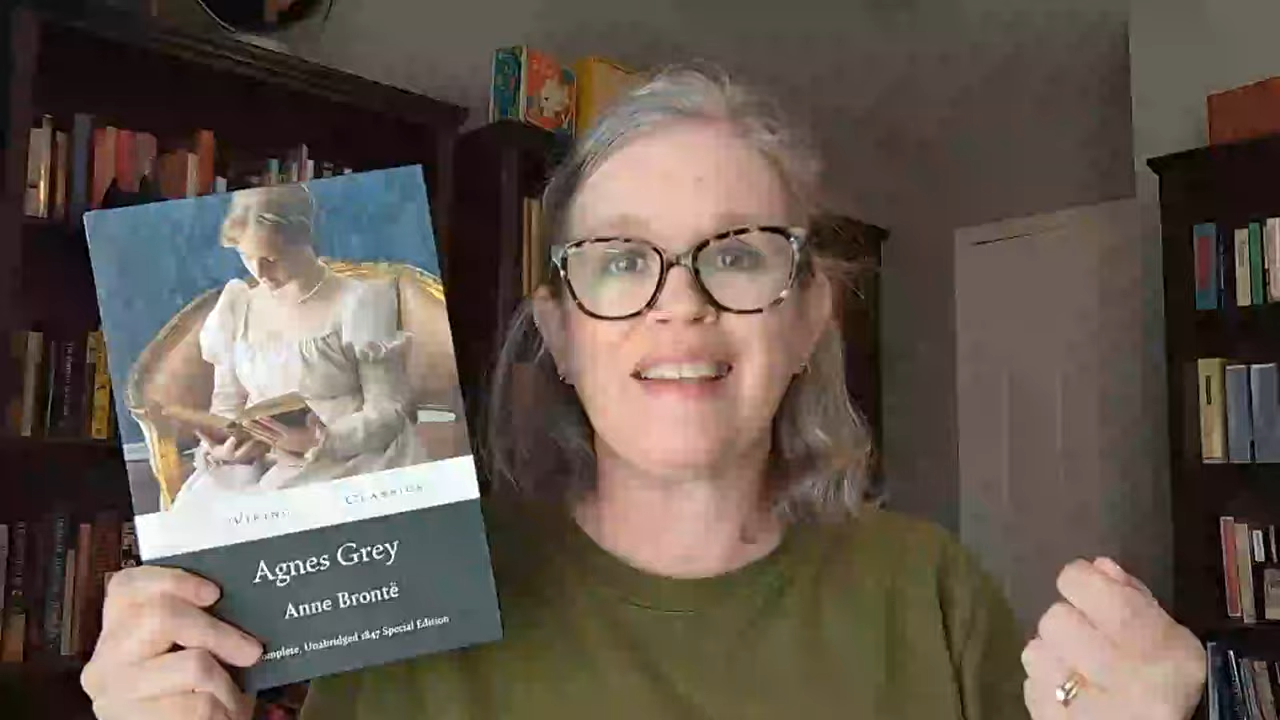 VIKING CLASSICS
Agnes Grey
Anne Brontë
Complete, Unabridged 1847 Special Edition